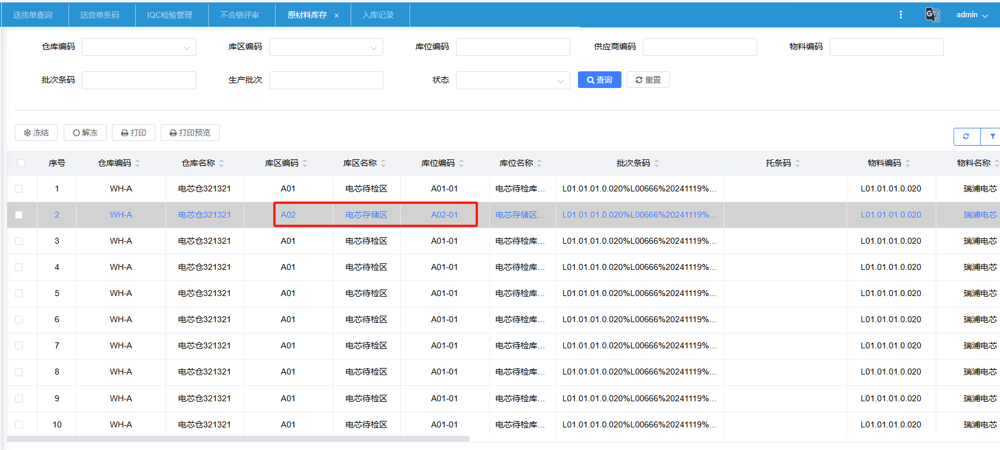 送货单查询 送货单条码 IQC检验管理 不合格评审 原材料库存 × 入库记录 admin
仓库编码 库区编码 库位编码 供应商编码 物料编码
批次条码 生产批次 状态 查询 重置
冻结 解冻 打印 打印预览
序号 仓库编码 仓库名称 库区编码 库区名称 库位编码 库位名称 批次条码 托条码 物料编码 物料名称
1 WH-A 电芯仓321321 A01 电芯待检区 A01-01 电芯待检库... L01.01.01.0.020%L00666%20241119%... L01.01.01.0.020 瑞浦电芯
2 WH-A 电芯仓321321 A02 电芯存储区 A02-01 电芯存储区... L01.01.01.0.020%L00666%20241119%... L01.01.01.0.020 瑞浦电芯
3 WH-A 电芯仓321321 A01 电芯待检区 A01-01 电芯待检库... L01.01.01.0.020%L00666%20241119%... L01.01.01.0.020 瑞浦电芯
4 WH-A 电芯仓321321 A01 电芯待检区 A01-01 电芯待检库... L01.01.01.0.020%L00666%20241119%... L01.01.01.0.020 瑞浦电芯
5 WH-A 电芯仓321321 A01 电芯待检区 A01-01 电芯待检库... L01.01.01.0.020%L00666%20241119%... L01.01.01.0.020 瑞浦电芯
6 WH-A 电芯仓321321 A01 电芯待检区 A01-01 电芯待检库... L01.01.01.0.020%L00666%20241119%... L01.01.01.0.020 瑞浦电芯
7 WH-A 电芯仓321321 A01 电芯待检区 A01-01 电芯待检库... L01.01.01.0.020%L00666%20241119%... L01.01.01.0.020 瑞浦电芯
8 WH-A 电芯仓321321 A01 电芯待检区 A01-01 电芯待检库... L01.01.01.0.020%L00666%20241119%... L01.01.01.0.020 瑞浦电芯
9 WH-A 电芯仓321321 A01 电芯待检区 A01-01 电芯待检库... L01.01.01.0.020%L00666%20241119%... L01.01.01.0.020 瑞浦电芯
10 WH-A 电芯仓321321 A01 电芯待检区 A01-01 电芯待检库... L01.01.01.0.020%L00666%20241119%... L01.01.01.0.020 瑞浦电芯